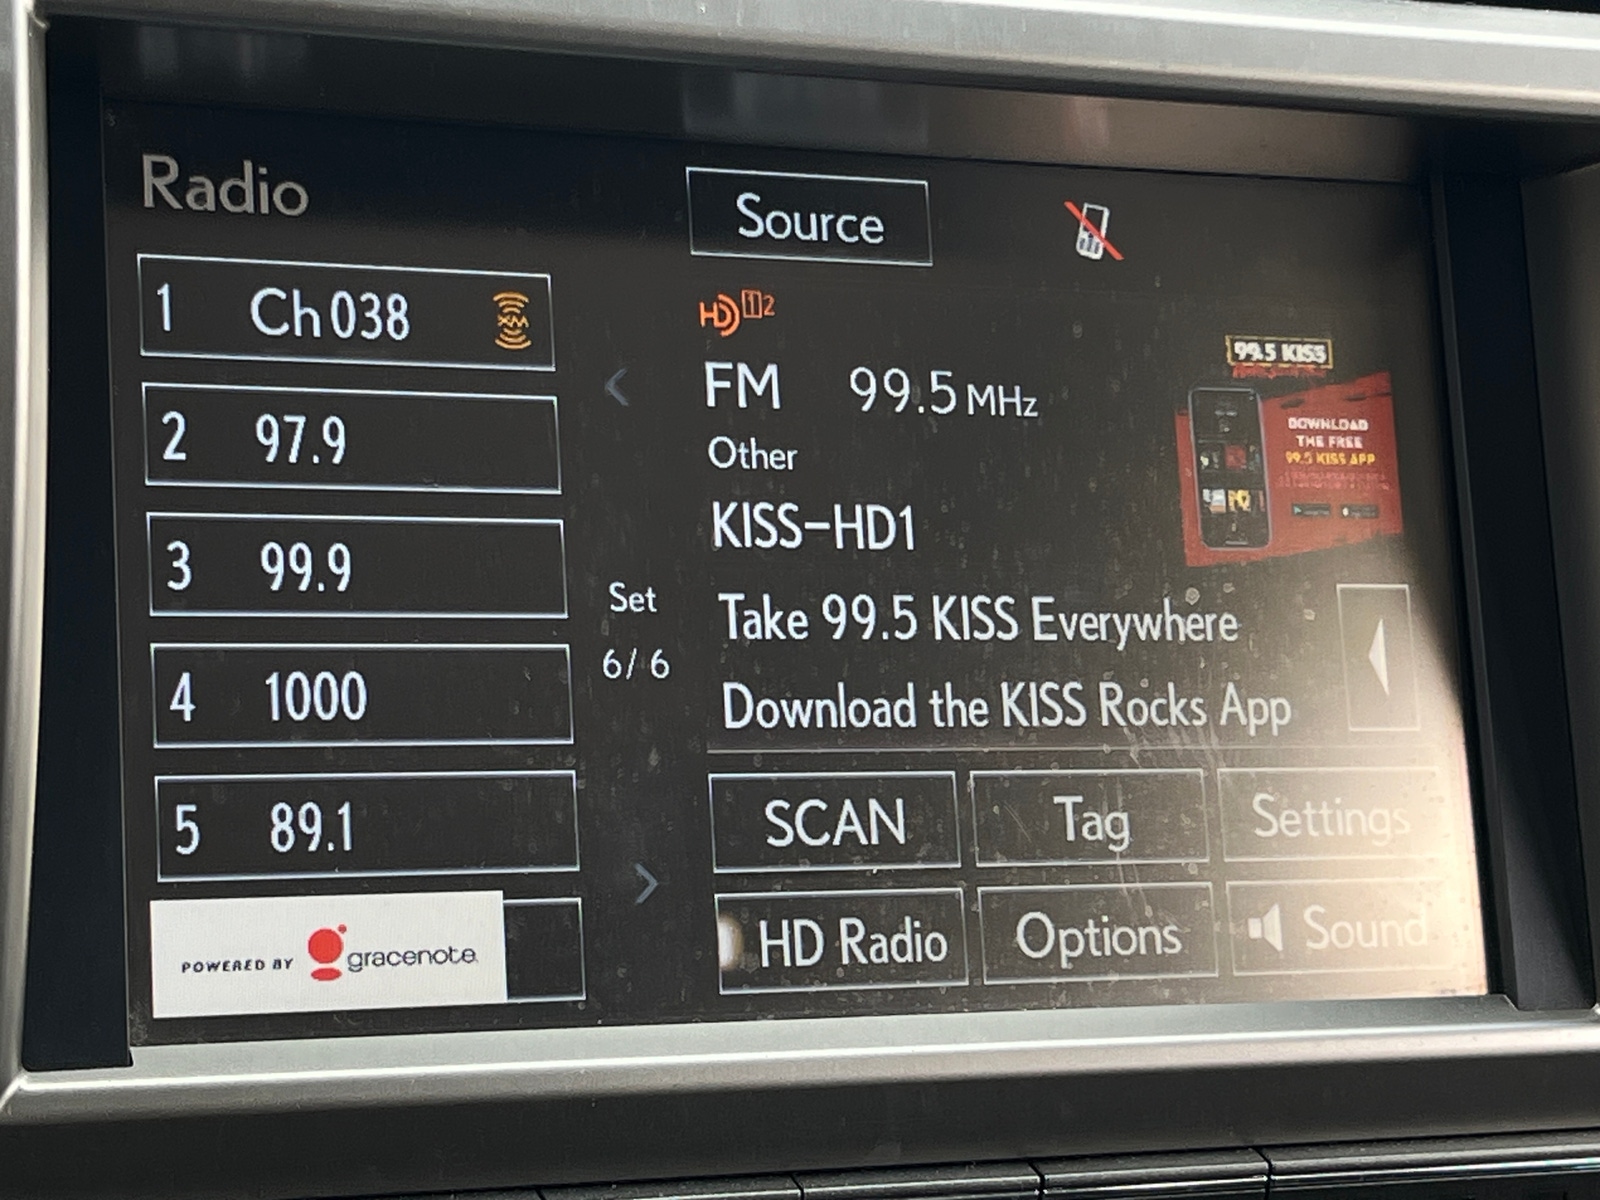 Radio
Source
1 Ch 038 XM
2 97.9
3 99.9
4 1000
5 89.1
POWERED BY gracenote.
Set
6/6
HD 1 2
FM 99.5 MHz
Other
KISS-HD1
Take 99.5 KISS Everywhere
Download the KISS Rocks App
99.5 KISS
DOWNLOAD
THE FREE
99.5 KISS APP
SCAN Tag Settings
HD Radio Options Sound